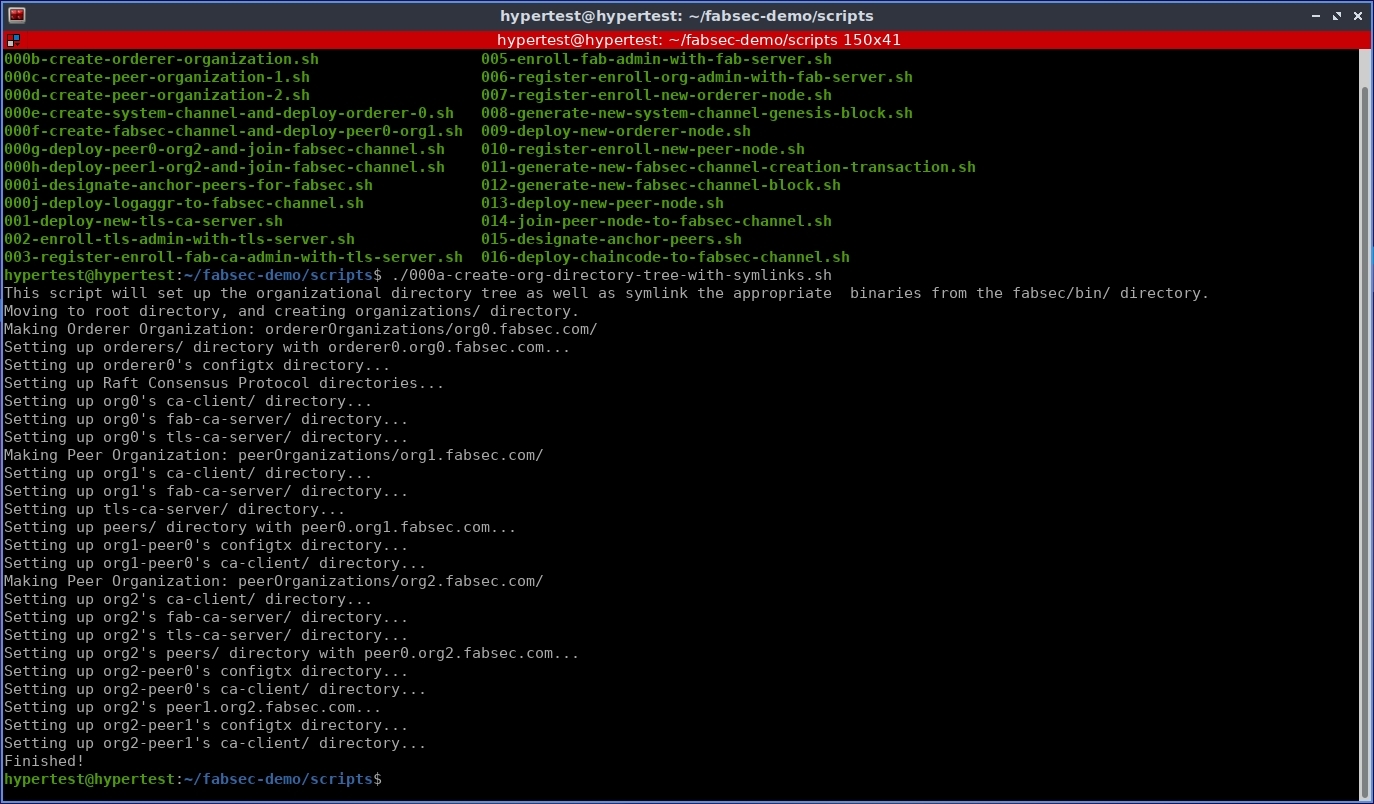 hypertest@hypertest: ~/fabsec-demo/scripts
hypertest@hypertest: ~/fabsec-demo/scripts 150x41
000b-create-orderer-organization.sh 005-enroll-fab-admin-with-fab-server.sh
000c-create-peer-organization-1.sh 006-register-enroll-org-admin-with-fab-server.sh
000d-create-peer-organization-2.sh 007-register-enroll-new-orderer-node.sh
000e-create-system-channel-and-deploy-orderer-0.sh 008-generate-new-system-channel-genesis-block.sh
000f-create-fabsec-channel-and-deploy-peer0-org1.sh 009-deploy-new-orderer-node.sh
000g-deploy-peer0-org2-and-join-fabsec-channel.sh 010-register-enroll-new-peer-node.sh
000h-deploy-peer1-org2-and-join-fabsec-channel.sh 011-generate-new-fabsec-channel-creation-transaction.sh
000i-designate-anchor-peers-for-fabsec.sh 012-generate-new-fabsec-channel-block.sh
000j-deploy-logaggr-to-fabsec-channel.sh 013-deploy-new-peer-node.sh
001-deploy-new-tls-ca-server.sh 014-join-peer-node-to-fabsec-channel.sh
002-enroll-tls-admin-with-tls-server.sh 015-designate-anchor-peers.sh
003-register-enroll-fab-ca-admin-with-tls-server.sh 016-deploy-chaincode-to-fabsec-channel.sh
hypertest@hypertest:~/fabsec-demo/scripts$ ./000a-create-org-directory-tree-with-symlinks.sh
This script will set up the organizational directory tree as well as symlink the appropriate  binaries from the fabsec/bin/ directory.
Moving to root directory, and creating organizations/ directory.
Making Orderer Organization: ordererOrganizations/org0.fabsec.com/
Setting up orderers/ directory with orderer0.org0.fabsec.com...
Setting up orderer0's configtx directory...
Setting up Raft Consensus Protocol directories...
Setting up org0's ca-client/ directory...
Setting up org0's fab-ca-server/ directory...
Setting up org0's tls-ca-server/ directory...
Making Peer Organization: peerOrganizations/org1.fabsec.com/
Setting up org1's ca-client/ directory...
Setting up org1's fab-ca-server/ directory...
Setting up tls-ca-server/ directory...
Setting up peers/ directory with peer0.org1.fabsec.com...
Setting up org1-peer0's configtx directory...
Setting up org1-peer0's ca-client/ directory...
Making Peer Organization: peerOrganizations/org2.fabsec.com/
Setting up org2's ca-client/ directory...
Setting up org2's fab-ca-server/ directory...
Setting up org2's tls-ca-server/ directory...
Setting up org2's peers/ directory with peer0.org2.fabsec.com...
Setting up org2-peer0's configtx directory...
Setting up org2-peer0's ca-client/ directory...
Setting up org2's peer1.org2.fabsec.com...
Setting up org2-peer1's configtx directory...
Setting up org2-peer1's ca-client/ directory...
Finished!
hypertest@hypertest:~/fabsec-demo/scripts$